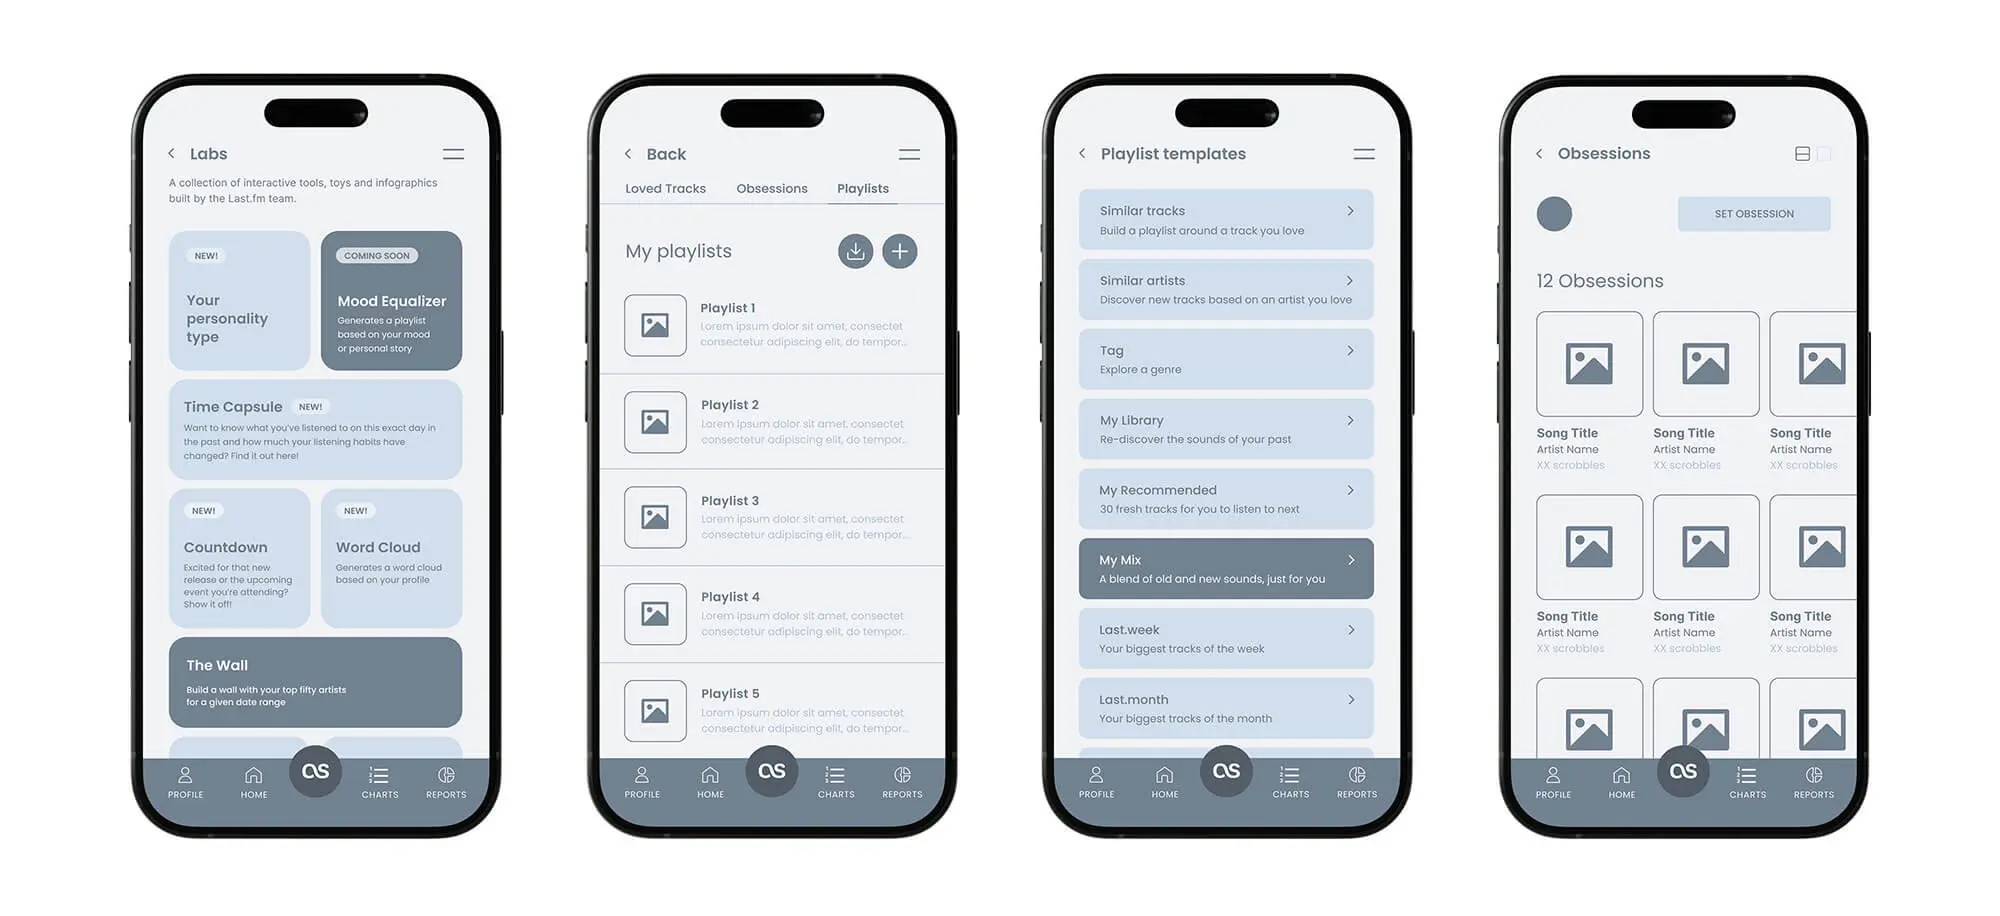 Labs
A collection of interactive tools, toys and infographics
built by the Last.fm team.
NEW!
Your
personality
type
COMING SOON
Mood Equalizer
Generates a playlist
based on your mood
or personal story
Time Capsule NEW!
Want to know what you've listened to on this exact day in
the past and how much your listening habits have
changed? Find it out here!
NEW!
Countdown
Excited for that new
release or the upcoming
event you're attending?
Show it off!
NEW!
Word Cloud
Generates a word cloud
based on your profile
The Wall
Build a wall with your top fifty artists
for a given date range
PROFILE
HOME
CHARTS
REPORTS
Back
Loved Tracks Obsessions Playlists
My playlists
Playlist 1
Lorem ipsum dolor sit amet, consectet
consectetur adipiscing elit, do tempor...
Playlist 2
Lorem ipsum dolor sit amet, consectet
consectetur adipiscing elit, do tempor...
Playlist 3
Lorem ipsum dolor sit amet, consectet
consectetur adipiscing elit, do tempor...
Playlist 4
Lorem ipsum dolor sit amet, consectet
consectetur adipiscing elit, do tempor...
Playlist 5
Lorem ipsum dolor sit amet, consectet
consectetur adipiscing elit, do tempor...
PROFILE
HOME
CHARTS
REPORTS
Playlist templates
Similar tracks
Build a playlist around a track you love
Similar artists
Discover new tracks based on an artist you love
Tag
Explore a genre
My Library
Re-discover the sounds of your past
My Recommended
30 fresh tracks for you to listen to next
My Mix
A blend of old and new sounds, just for you
Last.week
Your biggest tracks of the week
Last.month
Your biggest tracks of the month
PROFILE
HOME
CHARTS
REPORTS
Obsessions
SET OBSESSION
12 Obsessions
Song Title Song Title Song Title
Artist Name Artist Name Artist Name
XX scrobbles XX scrobbles XX scrobbles
Song Title Song Title Song Title
Artist Name Artist Name Artist Name
XX scrobbles XX scrobbles XX scrobbles
PROFILE
HOME
CHARTS
REPORTS